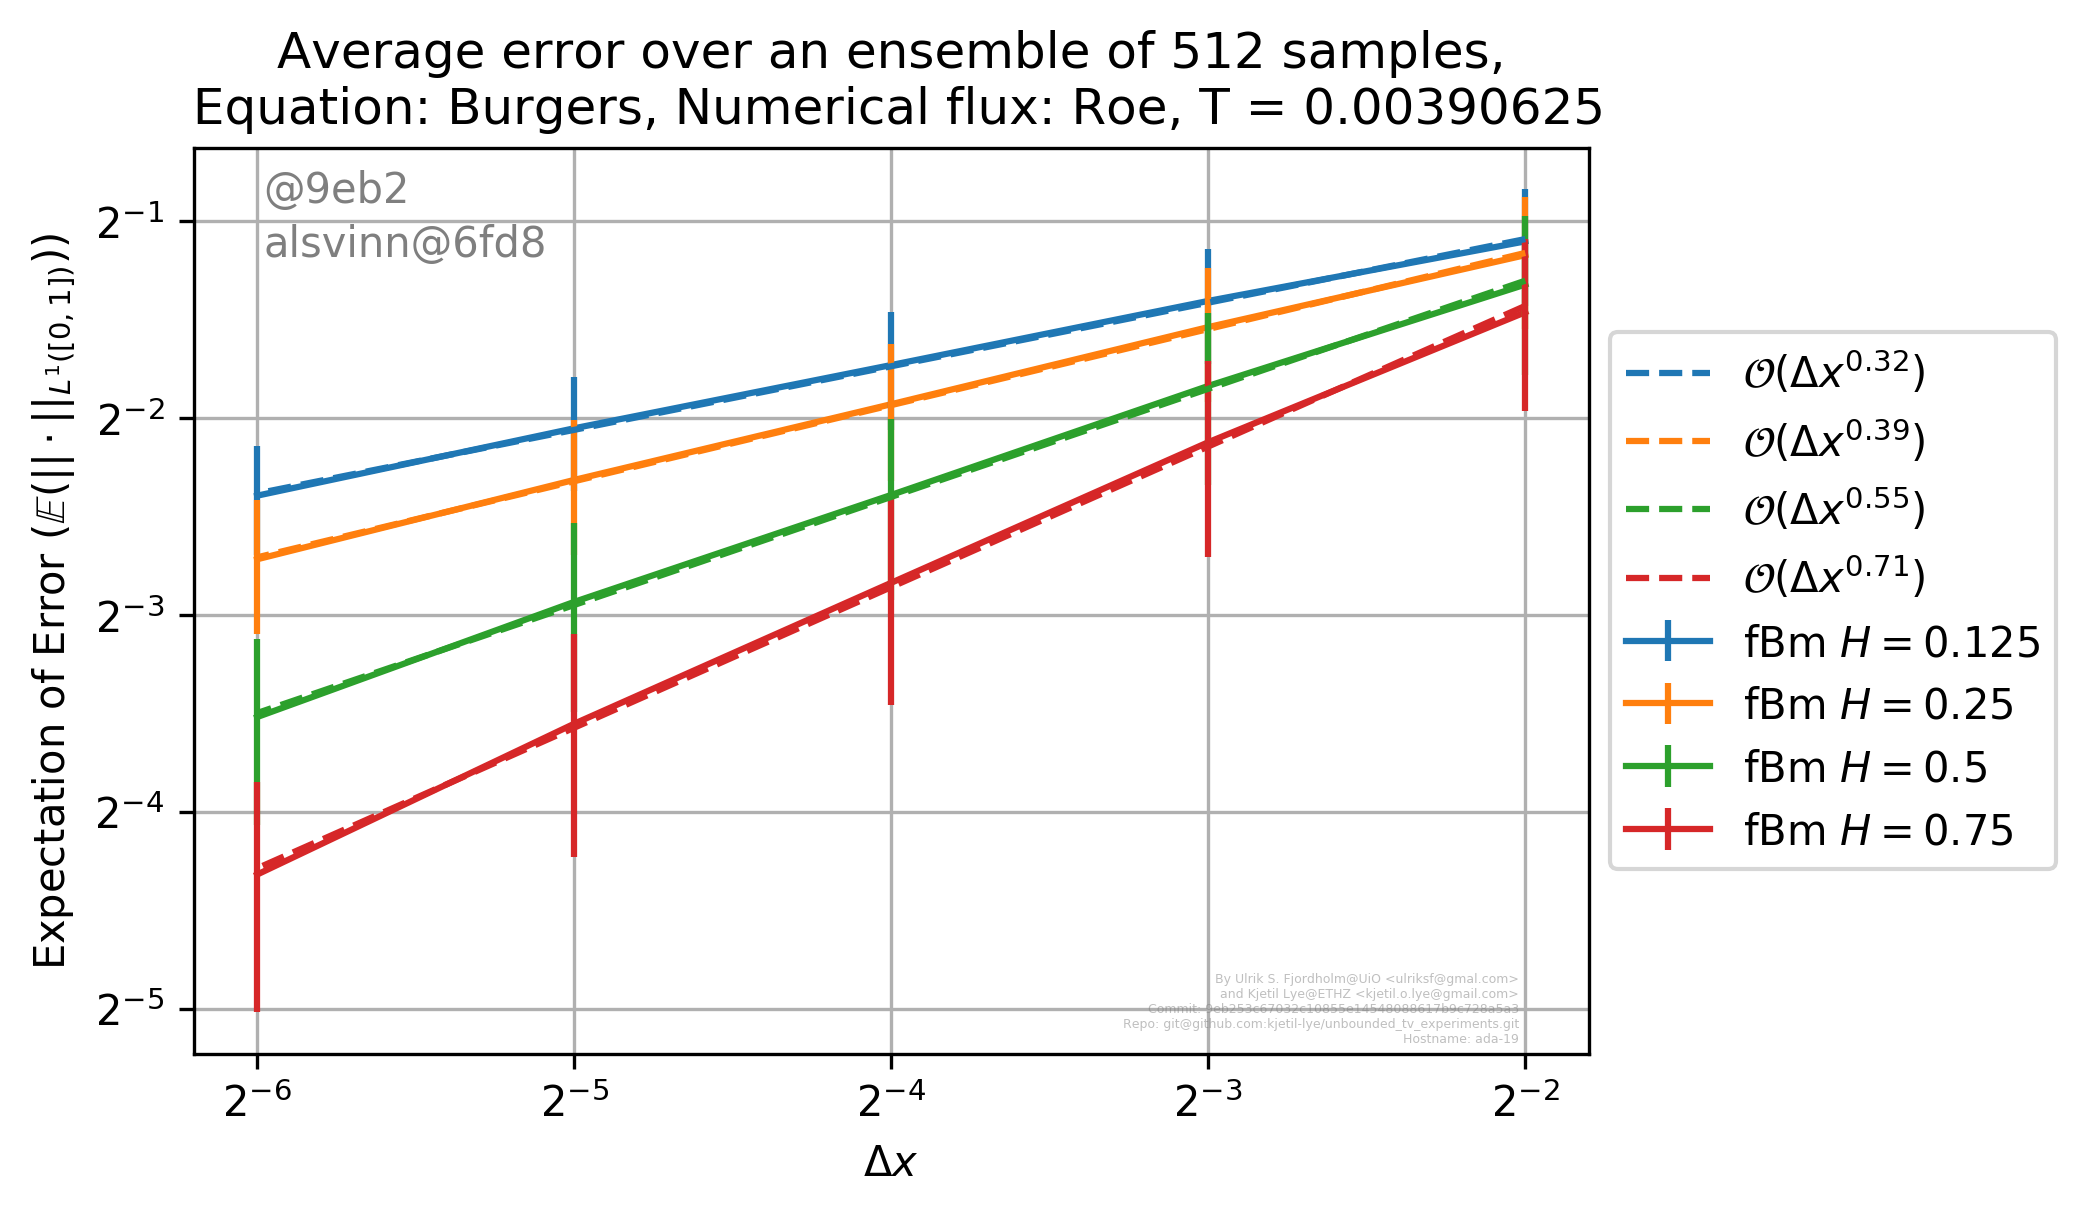 Average error over an ensemble of 512 samples,
Equation: Burgers, Numerical flux: Roe, T = 0.00390625
@9eb2
alsvinn@6fd8
Expectation of Error (𝔼(||·||_{L¹([0,1])}))
2⁻¹
2⁻²
2⁻³
2⁻⁴
2⁻⁵
2⁻⁶
2⁻⁵
2⁻⁴
2⁻³
2⁻²
Δx
𝒪(Δx^{0.32})
𝒪(Δx^{0.39})
𝒪(Δx^{0.55})
𝒪(Δx^{0.71})
fBm H = 0.125
fBm H = 0.25
fBm H = 0.5
fBm H = 0.75
By Ulrik S. Fjordholm@UiO <ulriksf@gmal.com>
and Kjetil Lye@ETHZ <kjetil.o.lye@gmail.com>
Commit:
Repo: git@github.com:kjetil-lye/unbounded_tv_experiments.git
Hostname: ada-19